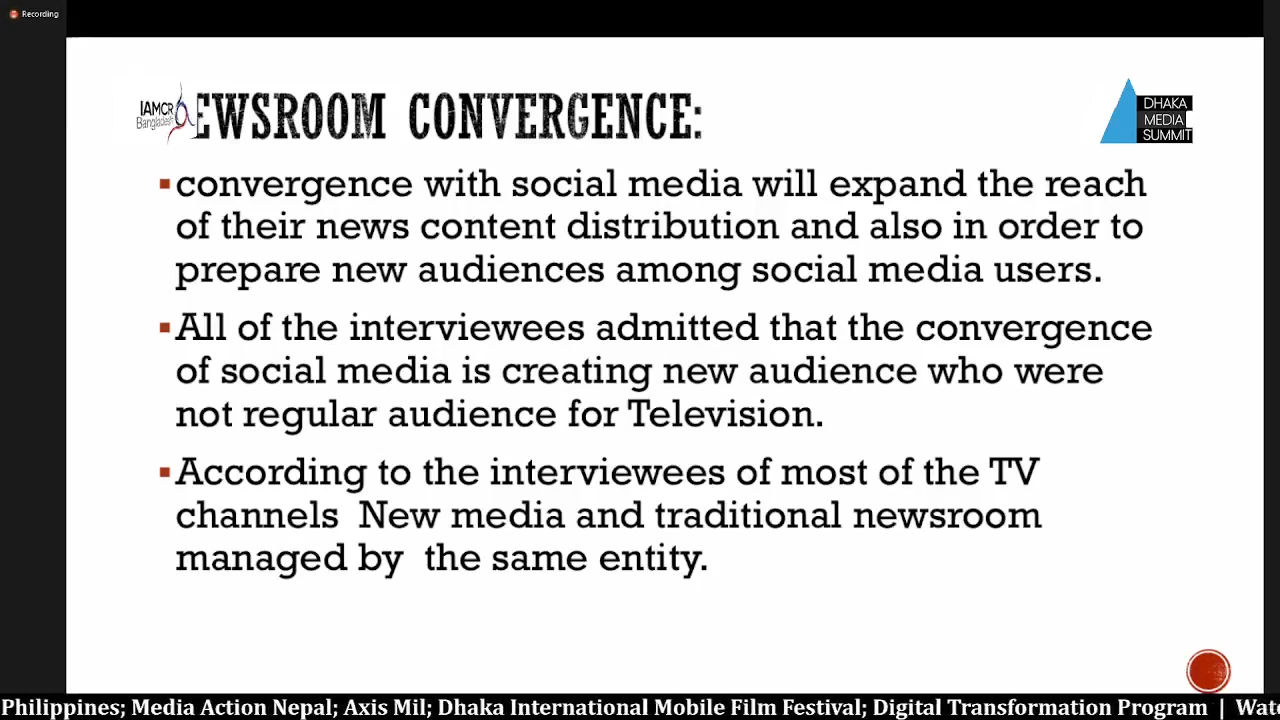 Recording
IAMCR
Bangladesh
EWSROOM CONVERGENCE:
DHAKA
MEDIA
SUMMIT
convergence with social media will expand the reach
of their news content distribution and also in order to
prepare new audiences among social media users.
All of the interviewees admitted that the convergence
of social media is creating new audience who were
not regular audience for Television.
According to the interviewees of most of the TV
channels  New media and traditional newsroom
managed by  the same entity.
Philippines; Media Action Nepal; Axis Mil; Dhaka International Mobile Film Festival; Digital Transformation Program | Wat